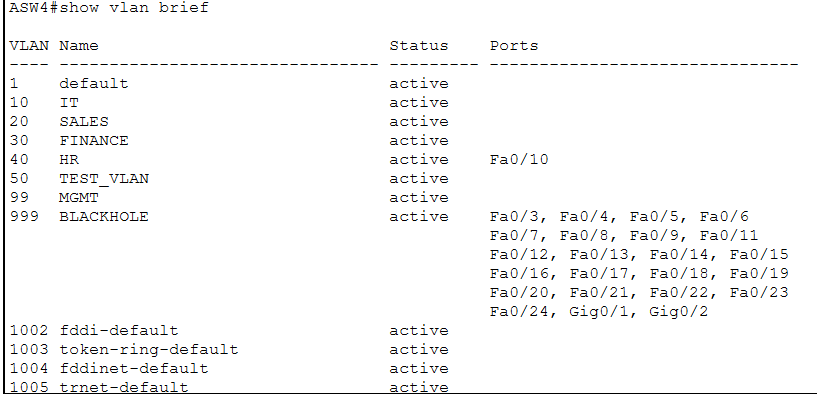 ASW4#show vlan brief
VLAN Name                             Status    Ports
---- -------------------------------- --------- -------------------------------
1    default                          active
10   IT                               active
20   SALES                            active
30   FINANCE                          active
40   HR                               active    Fa0/10
50   TEST_VLAN                        active
99   MGMT                             active
999  BLACKHOLE                        active    Fa0/3, Fa0/4, Fa0/5, Fa0/6
                                                Fa0/7, Fa0/8, Fa0/9, Fa0/11
                                                Fa0/12, Fa0/13, Fa0/14, Fa0/15
                                                Fa0/16, Fa0/17, Fa0/18, Fa0/19
                                                Fa0/20, Fa0/21, Fa0/22, Fa0/23
                                                Fa0/24, Gig0/1, Gig0/2
1002 fddi-default                     active
1003 token-ring-default               active
1004 fddinet-default                  active
1005 trnet-default                    active